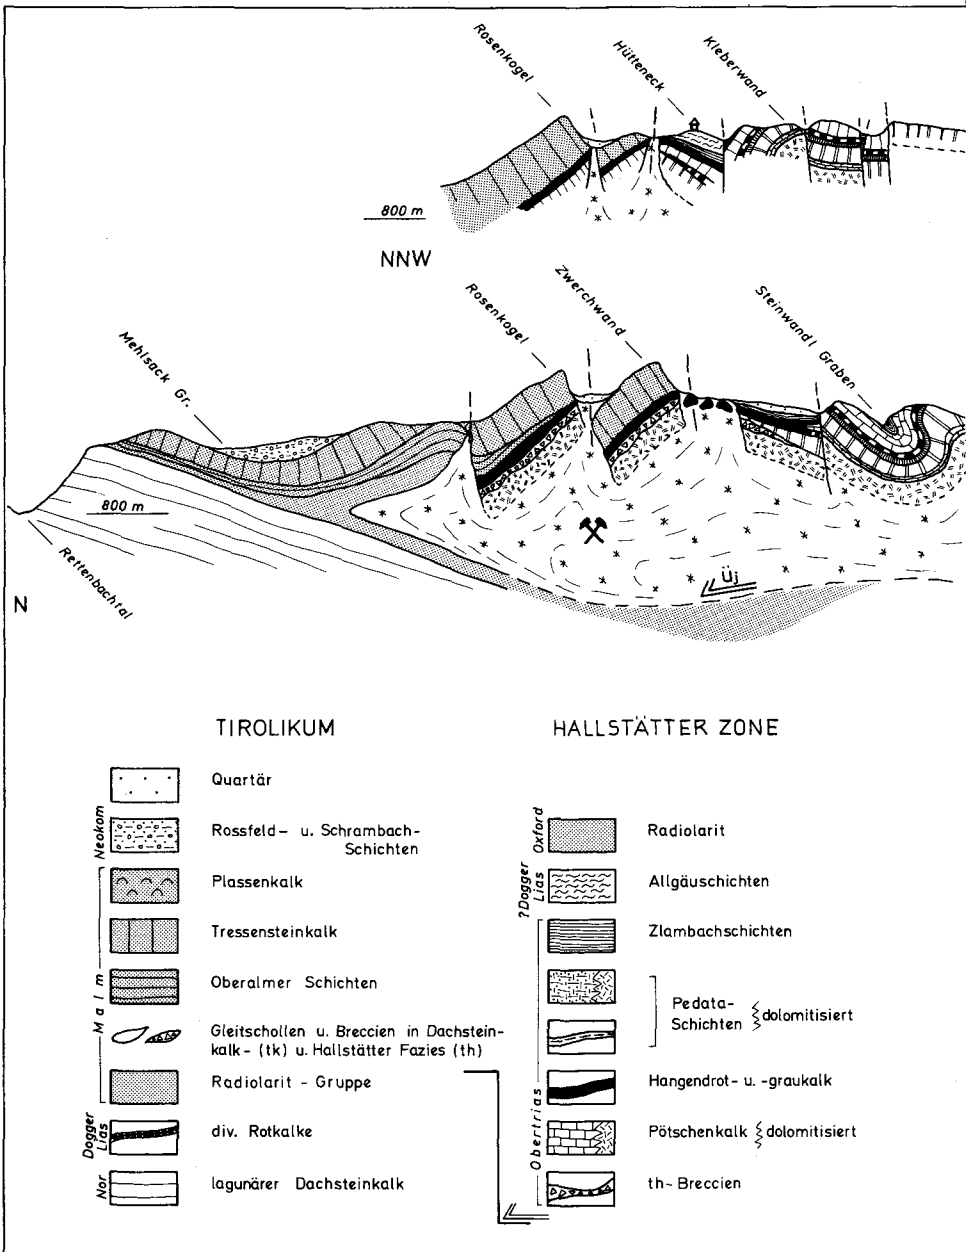 Rosenkogel
Hütteneck
Kleberwand
800 m
NNW
Mehlsack Gr.
Rosenkogel
Zwerchwand
Steinwandl Graben
800 m
Rettenbachtal
N
Üj
TIROLIKUM
Quartär
Neokom
Rossfeld- u. Schrambach-
Schichten
Malm
Plassenkalk
Tressensteinkalk
Oberalmer Schichten
Gleitschollen u. Breccien in Dachstein-
kalk- (tk) u. Hallstätter Fazies (th)
Radiolarit - Gruppe
Dogger
Lias
div. Rotkalke
Nor
lagunärer Dachsteinkalk
HALLSTÄTTER ZONE
Oxford
Radiolarit
?Dogger
Lias
Allgäuschichten
Obertrias
Zlambachschichten
Pedata-
Schichten
dolomitisiert
Hangendrot- u. -graukalk
Pötschenkalk dolomitisiert
th- Breccien